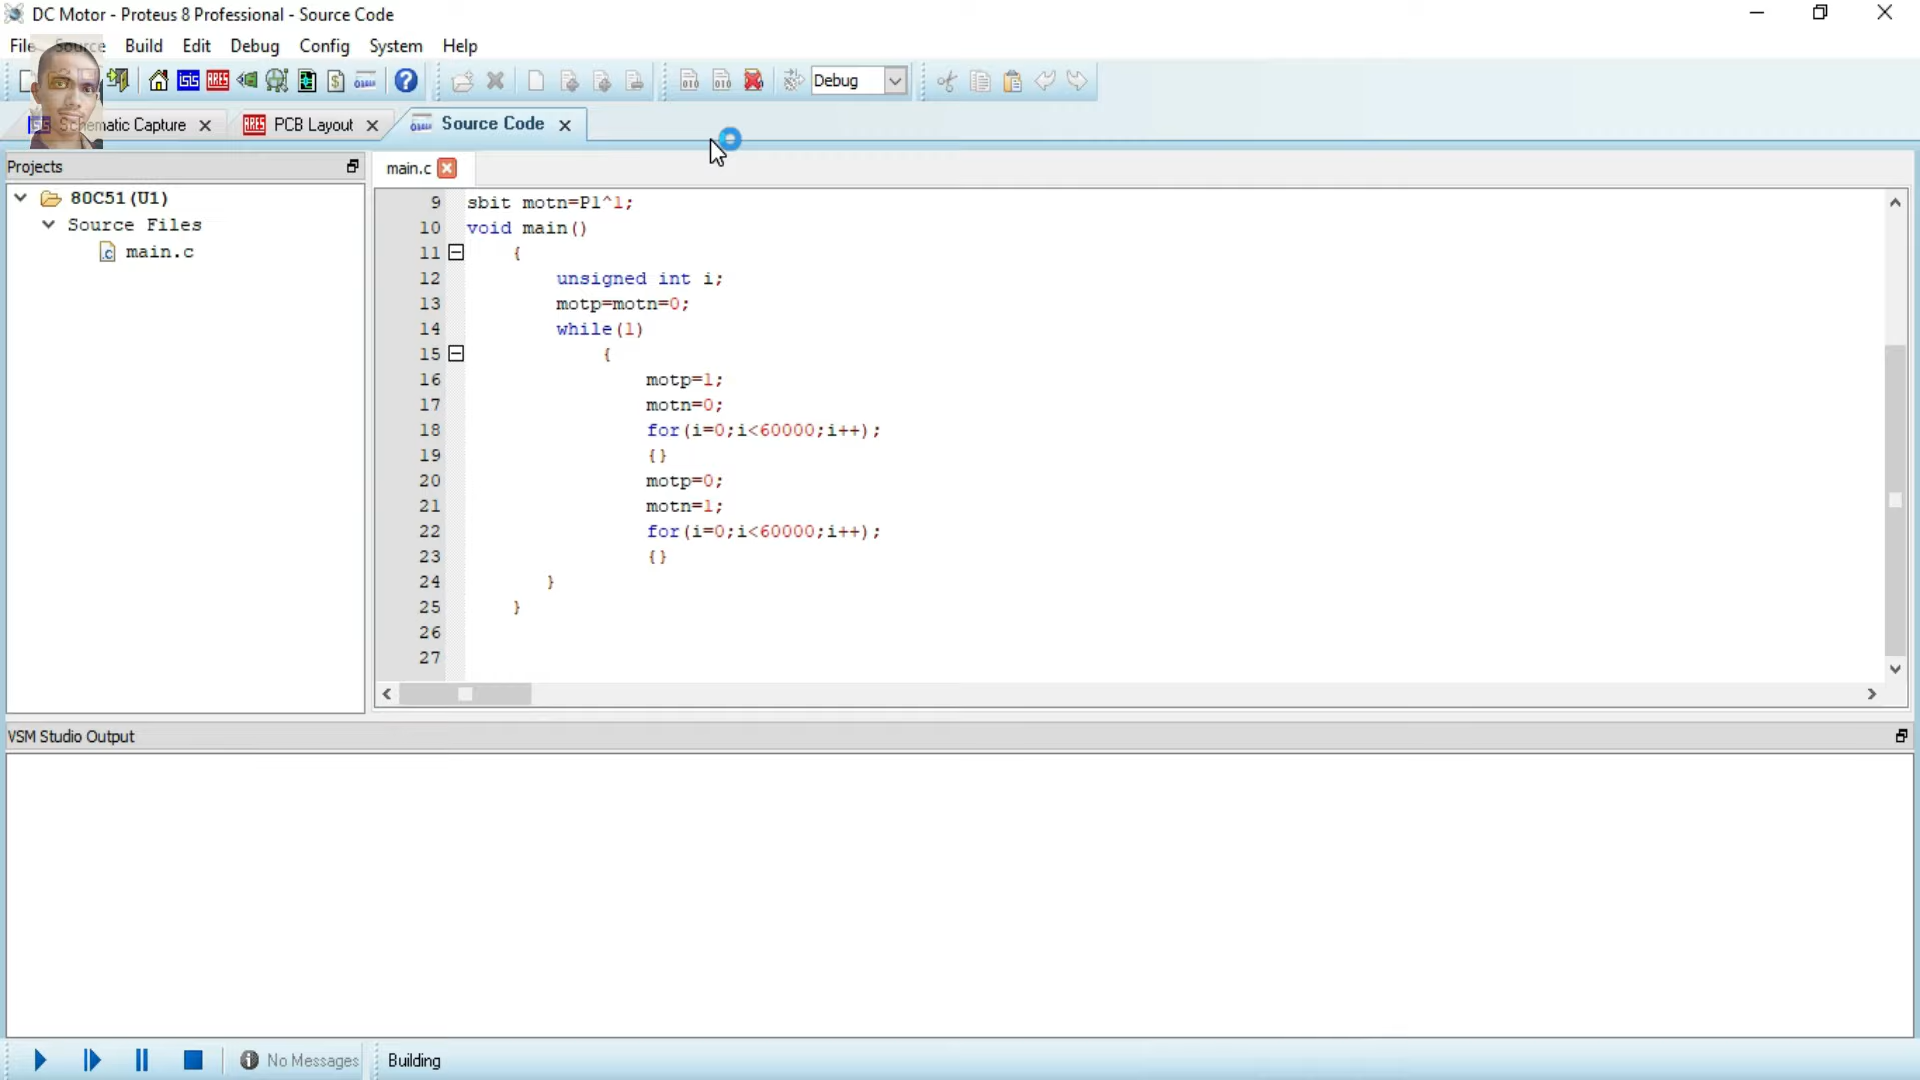 DC Motor - Proteus 8 Professional - Source Code
File Source Build Edit Debug Config System Help
Debug
Schematic Capture PCB Layout Source Code
Projects
main.c
80C51 (U1)
Source Files
main.c
9 sbit motn=P1^1;
10 void main()
11 {
12 unsigned int i;
13 motp=motn=0;
14 while(1)
15 {
16 motp=1;
17 motn=0;
18 for(i=0;i<60000;i++);
19 {}
20 motp=0;
21 motn=1;
22 for(i=0;i<60000;i++);
23 {}
24 }
25 }
26
27
VSM Studio Output
No Messages Building